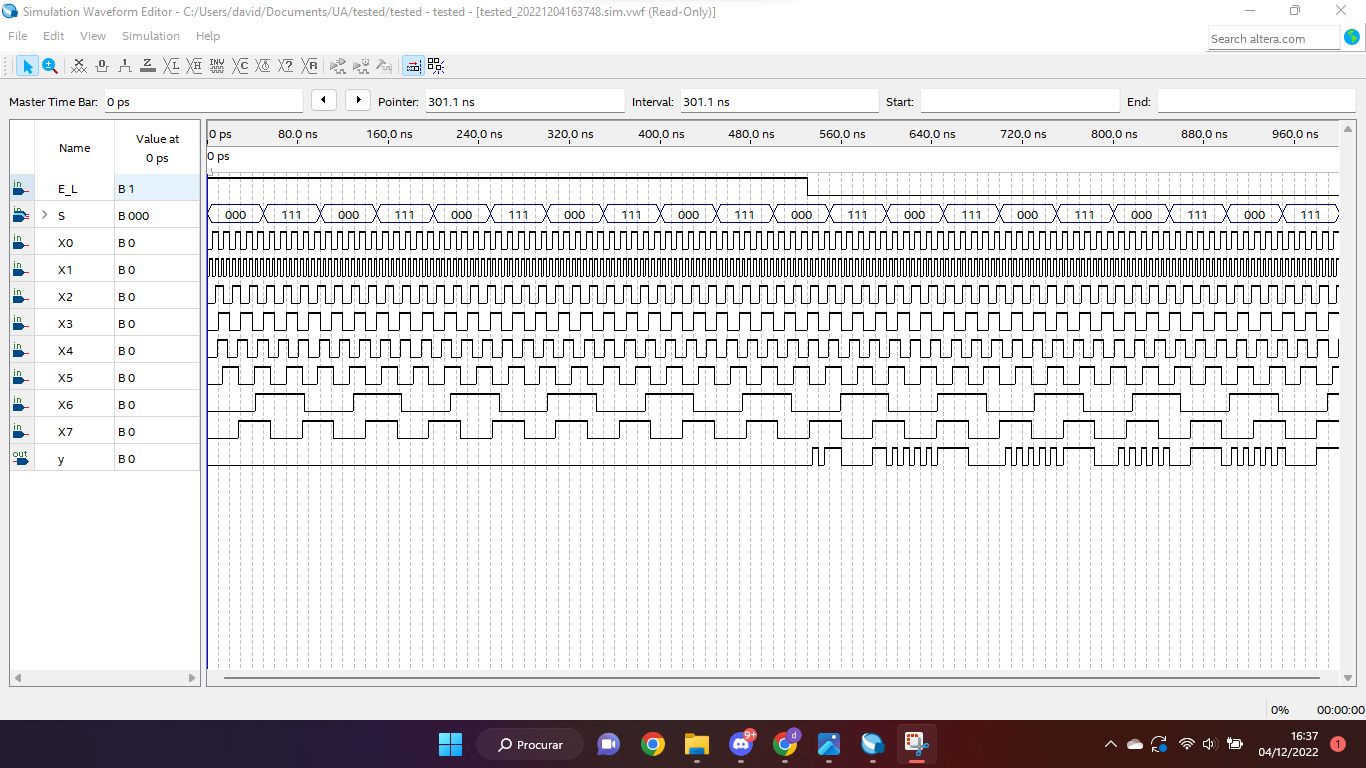 Simulation Waveform Editor - C:/Users/david/Documents/UA/tested/tested - tested - [tested_20221204163748.sim.vwf (Read-Only)]
File Edit View Simulation Help
Search altera.com
Master Time Bar: 0 ps Pointer: 301.1 ns Interval: 301.1 ns Start: End:
Name Value at 0 ps
0 ps 80.0 ns 160.0 ns 240.0 ns 320.0 ns 400.0 ns 480.0 ns 560.0 ns 640.0 ns 720.0 ns 800.0 ns 880.0 ns 960.0 ns
0 ps
in E_L B 1
in S B 000 000 111 000 111 000 111 000 111 000 111 000 111 000 111 000 111 000 111 000 111
in X0 B 0
in X1 B 0
in X2 B 0
in X3 B 0
in X4 B 0
in X5 B 0
in X6 B 0
in X7 B 0
out y B 0
0% 00:00:00
Procurar 9+ d 16:37 1
04/12/2022